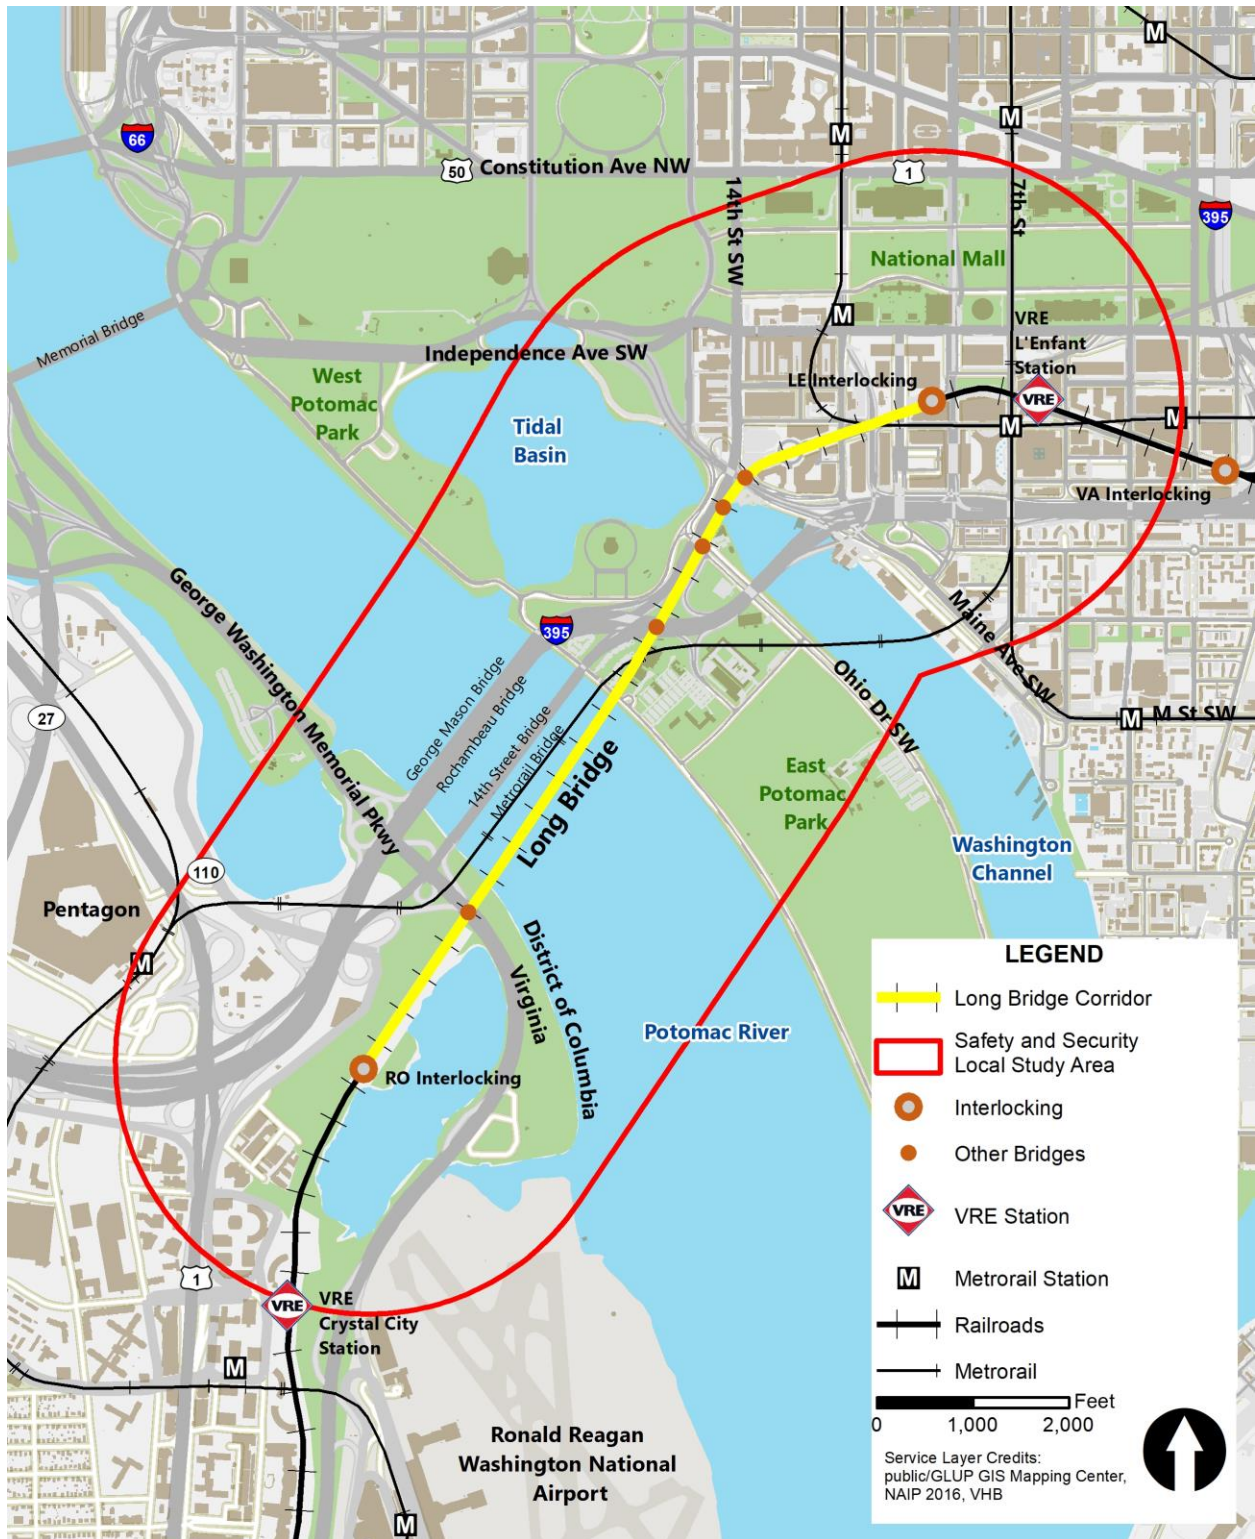 M
66
M
M
50
Constitution Ave NW
1
14th St SW
7th St
395
National Mall
Memorial Bridge
M
VRE
L'Enfant
Station
Independence Ave SW
LE Interlocking
West
Potomac
Park
VRE
Tidal
Basin
M
M
VA Interlocking
George Washington Memorial Pkwy
395
Maine Ave SW
27
George Mason Bridge
Rochambeau Bridge
14th Street Bridge
Metrorail Bridge
Long Bridge
Ohio Dr SW
M
M St SW
East
Potomac
Park
Washington
Channel
110
Pentagon
M
District of Columbia
Virginia
Potomac River
RO Interlocking
1
VRE
VRE
Crystal City
Station
M
Ronald Reagan
Washington National
Airport
M
LEGEND
Long Bridge Corridor
Safety and Security
Local Study Area
Interlocking
Other Bridges
VRE
VRE Station
M
Metrorail Station
Railroads
Metrorail
Feet
0 1,000 2,000
Service Layer Credits:
public/GLUP GIS Mapping Center,
NAIP 2016, VHB